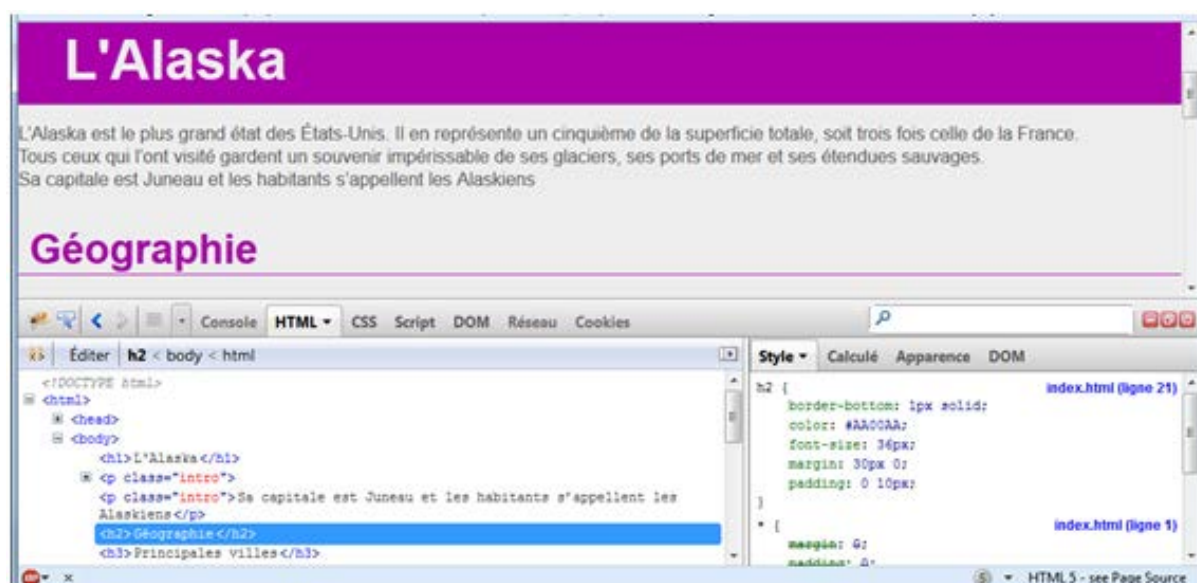 L'Alaska
L'Alaska est le plus grand état des États-Unis. Il en représente un cinquième de la superficie totale, soit trois fois celle de la France.
Tous ceux qui l'ont visité gardent un souvenir impérissable de ses glaciers, ses ports de mer et ses étendues sauvages.
Sa capitale est Juneau et les habitants s'appellent les Alaskiens
Géographie
Console HTML CSS Script DOM Réseau Cookies
Éditer h2 < body < html
Style Calculé Apparence DOM
<!DOCTYPE html>
<html>
<head>
<body>
<h1>L'Alaska</h1>
<p class="intro">
<p class="intro">Sa capitale est Juneau et les habitants s'appellent les
Alaskiens</p>
<h2>Géographie</h2>
<h3>Principales villes</h3>
h2 { index.html (ligne 21)
border-bottom: 1px solid;
color: #AA00AA;
font-size: 36px;
margin: 30px 0;
padding: 0 10px;
}
* { index.html (ligne 1)
margin: 0;
padding: 0;
HTML 5 - see Page Source